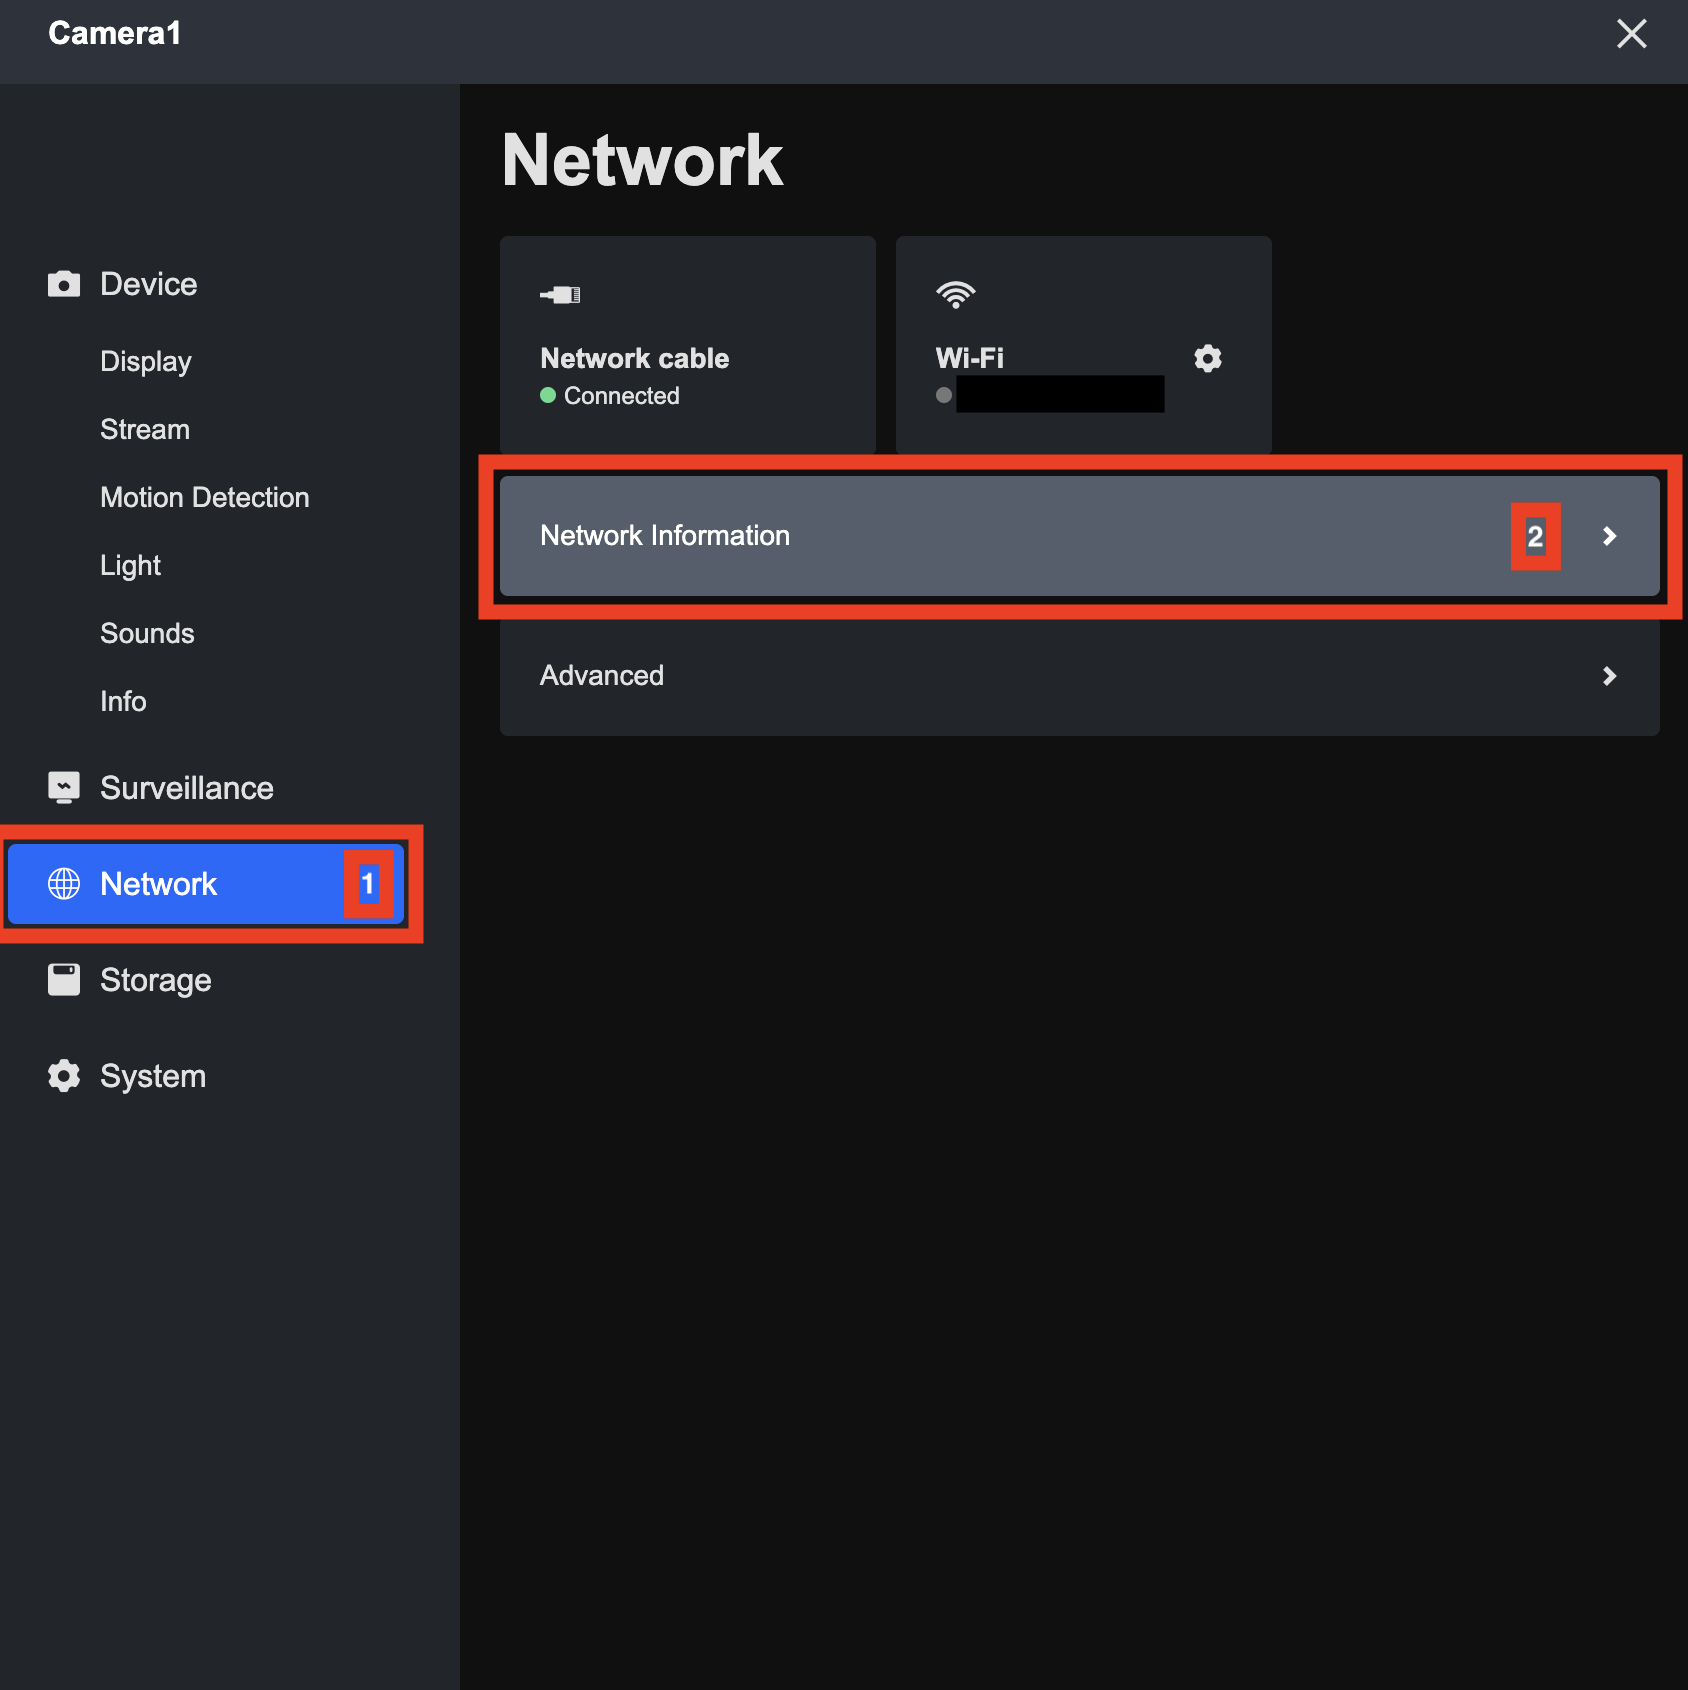 Camera1
Network
Network cable
Connected
Wi-Fi
Network Information
2
Advanced
Device
Display
Stream
Motion Detection
Light
Sounds
Info
Surveillance
Network
1
Storage
System